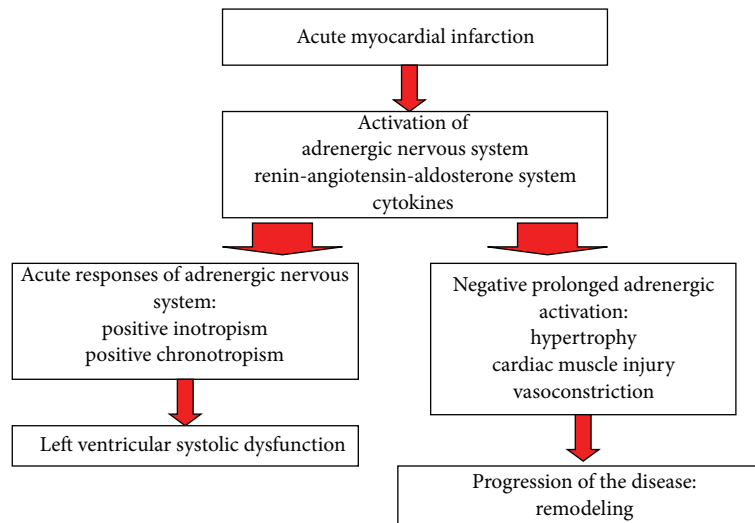 Acute myocardial infarction
Activation of
adrenergic nervous system
renin-angiotensin-aldosterone system
cytokines
Acute responses of adrenergic nervous
system:
positive inotropism
positive chronotropism
Negative prolonged adrenergic
activation:
hypertrophy
cardiac muscle injury
vasoconstriction
Left ventricular systolic dysfunction
Progression of the disease:
remodeling